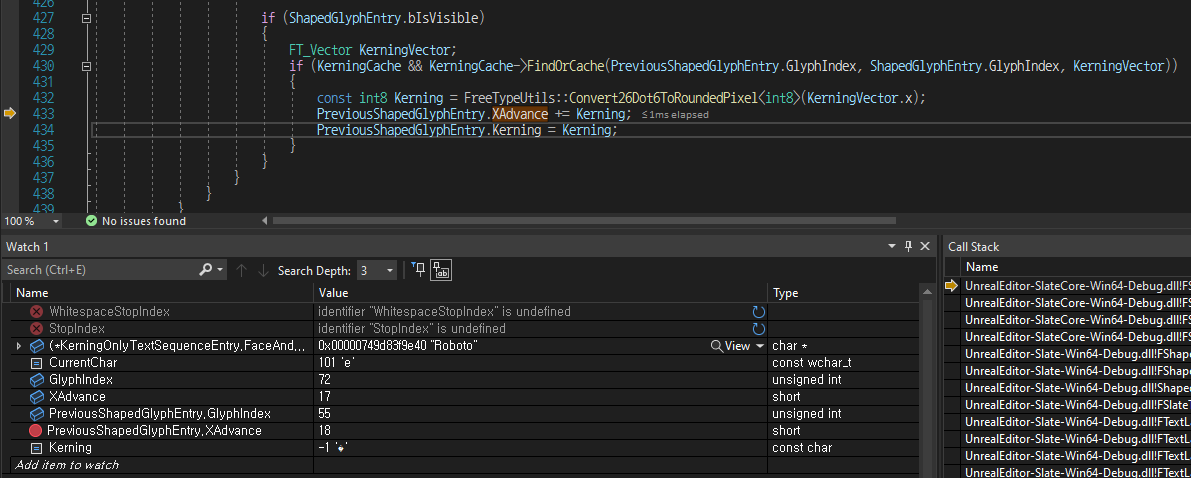 426
427 if (ShapedGlyphEntry.bIsVisible)
428 {
429 FT_Vector KerningVector;
430 if (KerningCache && KerningCache->FindOrCache(PreviousShapedGlyphEntry.GlyphIndex, ShapedGlyphEntry.GlyphIndex, KerningVector))
431 {
432 const int8 Kerning = FreeTypeUtils::Convert26Dot6ToRoundedPixel<int8>(KerningVector.x);
433 PreviousShapedGlyphEntry.XAdvance += Kerning; ≤1ms elapsed
434 PreviousShapedGlyphEntry.Kerning = Kerning;
435 }
436 }
437 }
438 }
439 }
100 % No issues found
Watch 1
Search (Ctrl+E) Search Depth: 3
Name Value Type
WhitespaceStopIndex identifier "WhitespaceStopIndex" is undefined
StopIndex identifier "StopIndex" is undefined
(*KerningOnlyTextSequenceEntry,FaceAnd,... 0x00000749d83f9e40 "Roboto" View char *
CurrentChar 101 'e' const wchar_t
GlyphIndex 72 unsigned int
XAdvance 17 short
PreviousShapedGlyphEntry,GlyphIndex 55 unsigned int
PreviousShapedGlyphEntry,XAdvance 18 short
Kerning -1 '�' const char
Add item to watch
Call Stack
Name
UnrealEditor-SlateCore-Win64-Debug.dll!FS
UnrealEditor-SlateCore-Win64-Debug.dll!FS
UnrealEditor-SlateCore-Win64-Debug.dll!FS
UnrealEditor-SlateCore-Win64-Debug.dll!FS
UnrealEditor-Slate-Win64-Debug.dll!FShape
UnrealEditor-Slate-Win64-Debug.dll!FShape
UnrealEditor-Slate-Win64-Debug.dll!Shaped
UnrealEditor-Slate-Win64-Debug.dll!FSlateT
UnrealEditor-Slate-Win64-Debug.dll!FTextLa
UnrealEditor-Slate-Win64-Debug.dll!FTextLa
UnrealEditor-Slate-Win64-Debug.dll!FTextLa
UnrealEditor-Slate-Win64-Debug.dll!FTextLa